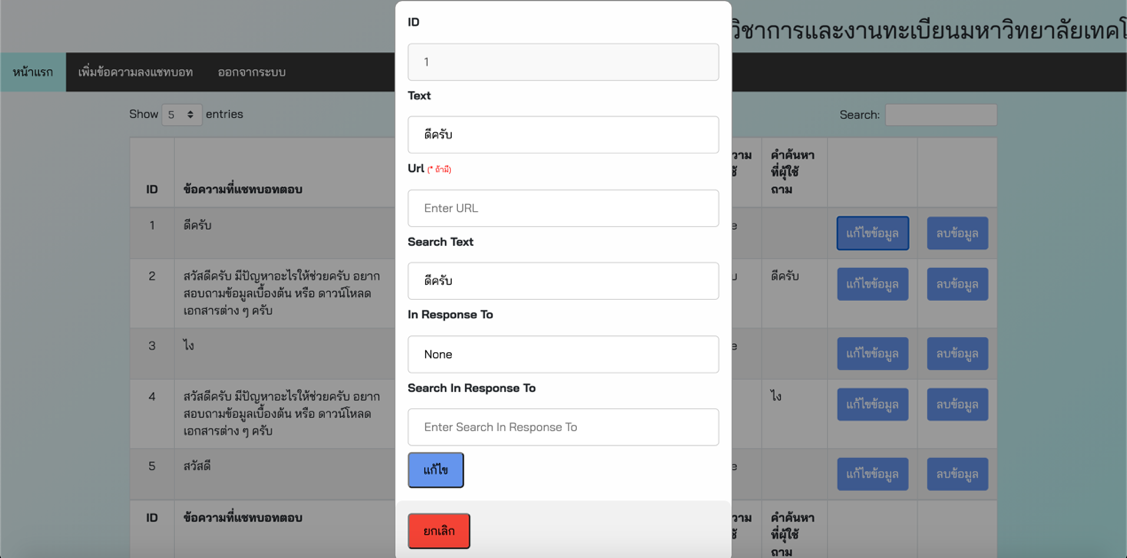 วิชาการและงานทะเบียนมหาวิทยาลัยเทคโ
หน้าแรก เพิ่มข้อความลงแชทบอท ออกจากระบบ
Show 5 entries
Search:
ID ข้อความที่แชทบอทตอบ
คำค้นหา
ที่ผู้ใช้
ถาม
1 ดีครับ แก้ไขข้อมูล ลบข้อมูล
2 สวัสดีครับ มีปัญหาอะไรให้ช่วยครับ อยาก
สอบถามข้อมูลเบื้องต้น หรือ ดาวน์โหลด
เอกสารต่าง ๆ ครับ
ดีครับ แก้ไขข้อมูล ลบข้อมูล
3 ไง แก้ไขข้อมูล ลบข้อมูล
4 สวัสดีครับ มีปัญหาอะไรให้ช่วยครับ อยาก
สอบถามข้อมูลเบื้องต้น หรือ ดาวน์โหลด
เอกสารต่าง ๆ ครับ
ไง แก้ไขข้อมูล ลบข้อมูล
5 สวัสดี แก้ไขข้อมูล ลบข้อมูล
ID ข้อความที่แชทบอทตอบ
คำค้นหา
ที่ผู้ใช้
ถาม
ID
1
Text
ดีครับ
Url (* ถ้ามี)
Enter URL
Search Text
ดีครับ
In Response To
None
Search In Response To
Enter Search In Response To
แก้ไข
ยกเลิก